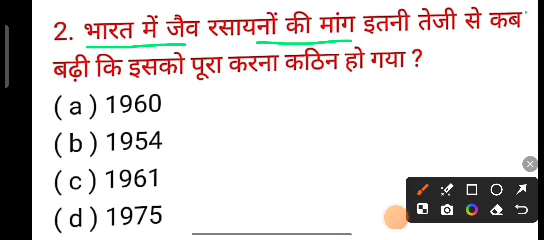 2. भारत में जैव रसायनों की मांग इतनी तेजी से कब
बढ़ी कि इसको पूरा करना कठिन हो गया ?
( a ) 1960
( b ) 1954
( c ) 1961
( d ) 1975